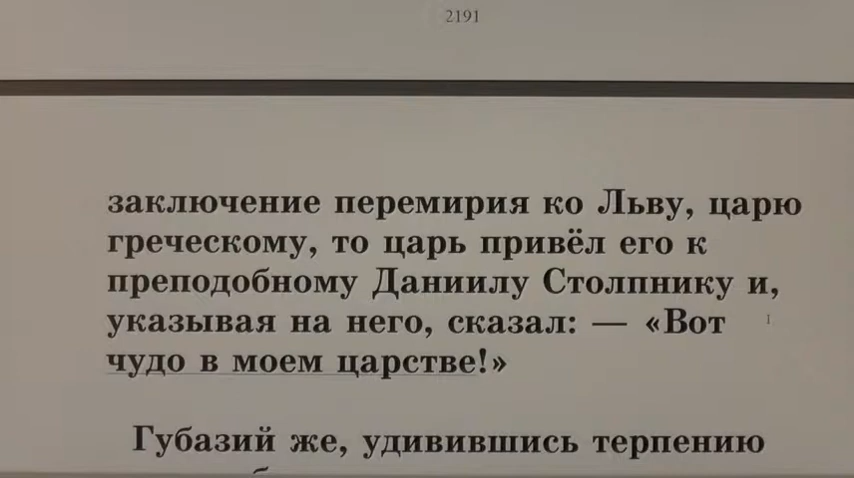 2191
заключение перемирия ко Льву, царю
греческому, то царь привёл его к
преподобному Даниилу Столпнику и,
указывая на него, сказал: — «Вот
чудо в моем царстве!»
Губазий же, удивившись терпению